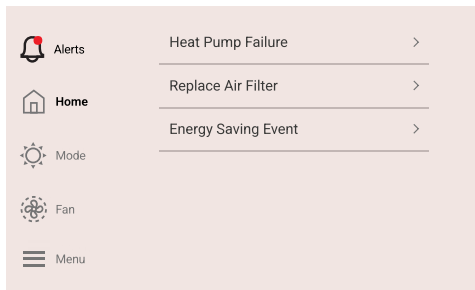 Alerts
Home
Mode
Fan
Menu
Heat Pump Failure
Replace Air Filter
Energy Saving Event